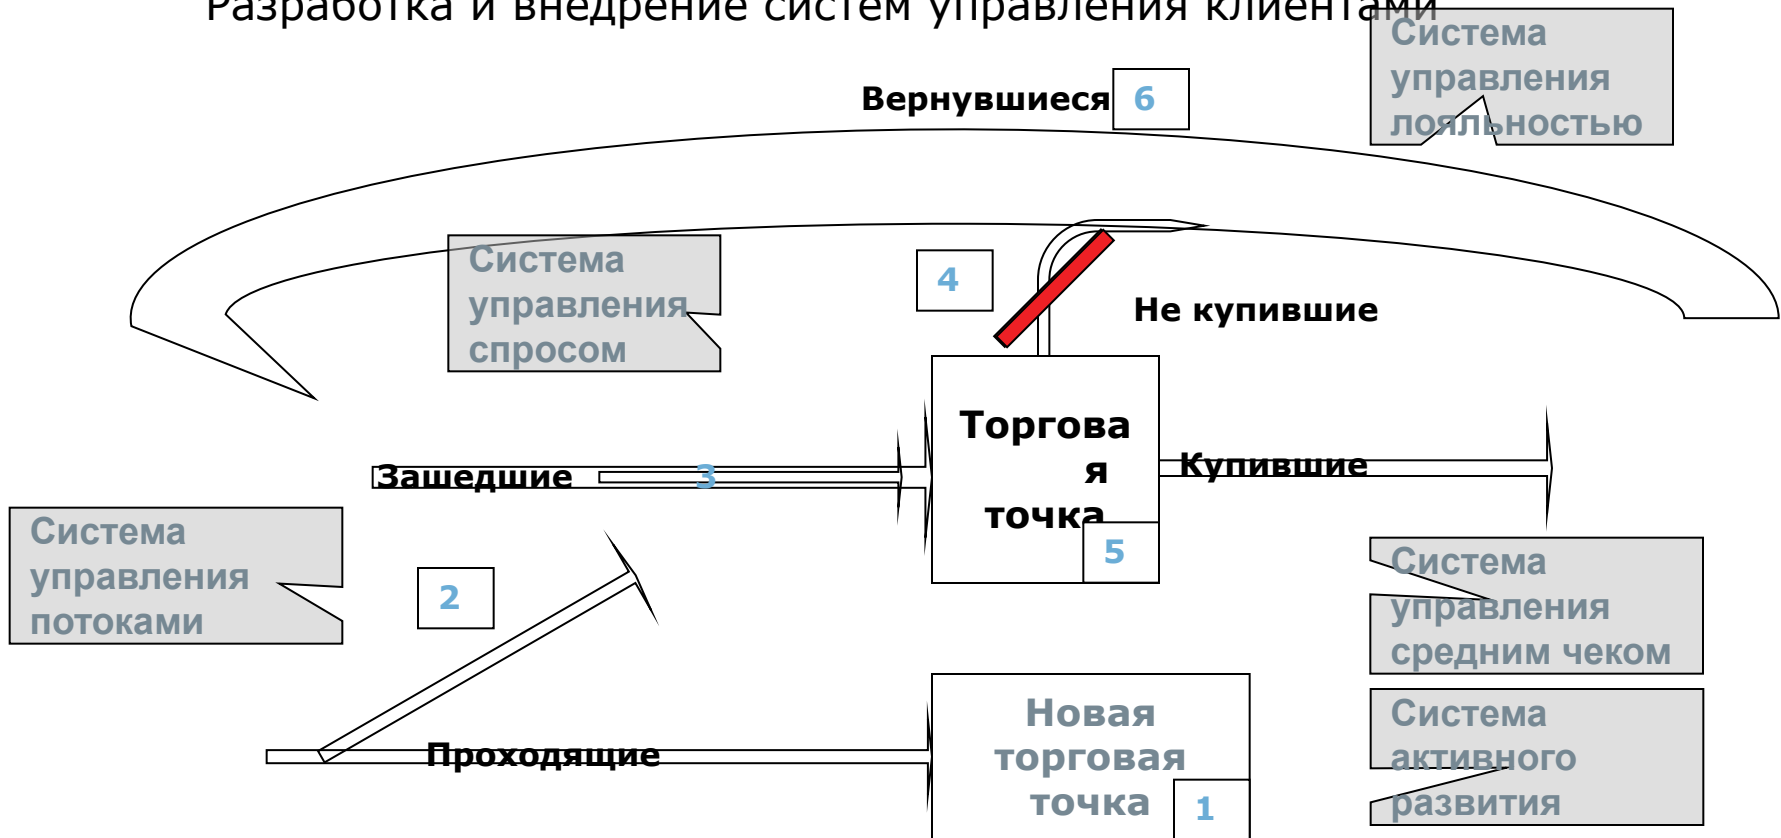 Разработка и внедрение систем управления клиентами
Система
управления
лояльностью
Вернувшиеся
6
Система
управления
спросом
4
Не купившие
Торгова
я
точка
5
Зашедшие
3
Купившие
Система
управления
потоками
2
Система
управления
средним чеком
Проходящие
Новая
торговая
точка
1
Система
активного
развития